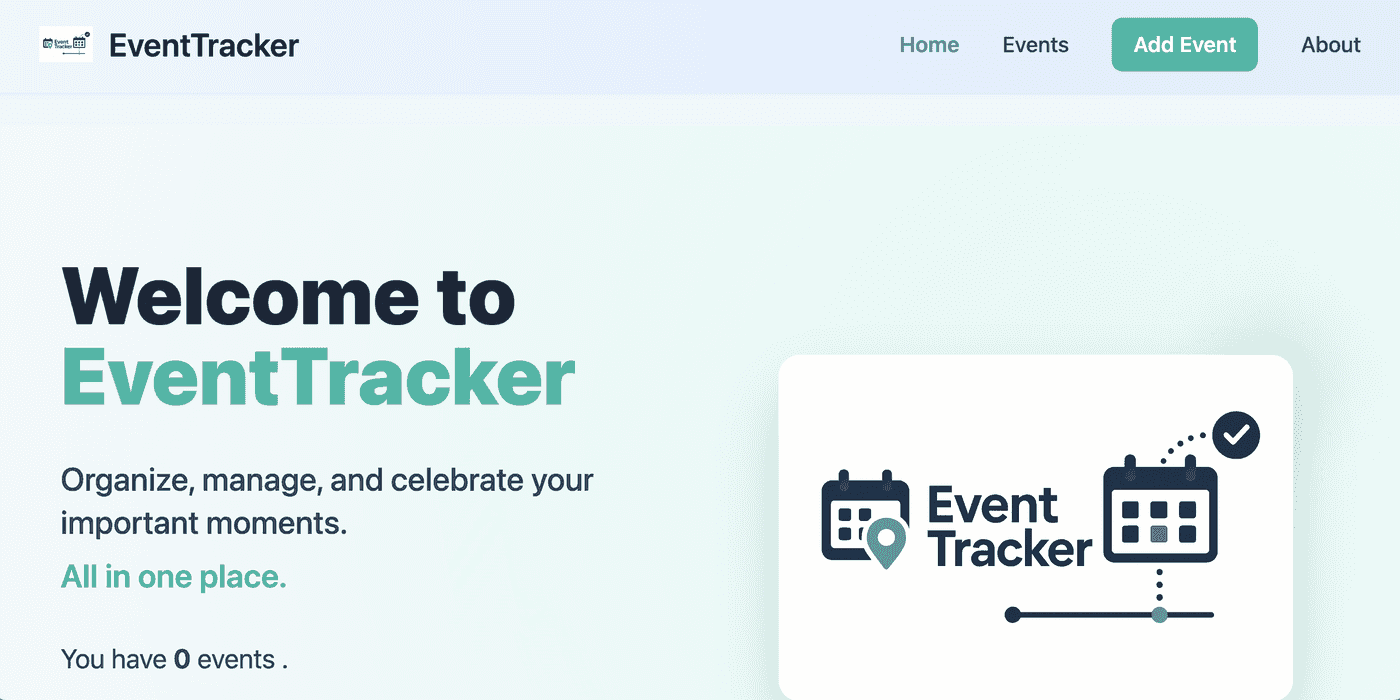 Event
Tracker
EventTracker
Home
Events
Add Event
About
Welcome to
EventTracker
Organize, manage, and celebrate your
important moments.
All in one place.
You have 0 events .
Event
Tracker